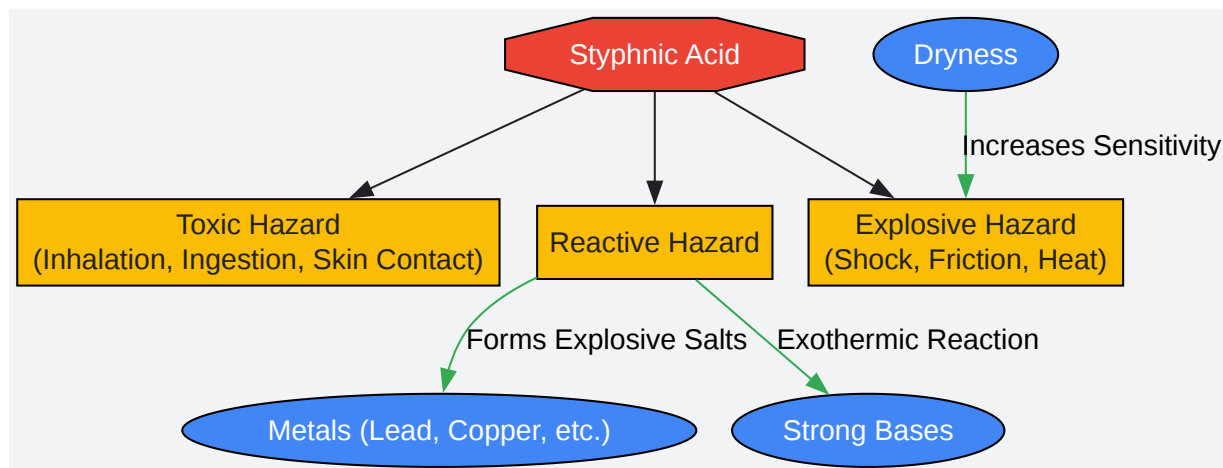 Styphnic Acid
Dryness
Increases Sensitivity
Toxic Hazard
(Inhalation, Ingestion, Skin Contact)
Reactive Hazard
Explosive Hazard
(Shock, Friction, Heat)
Forms Explosive Salts
Exothermic Reaction
Metals (Lead, Copper, etc.)
Strong Bases